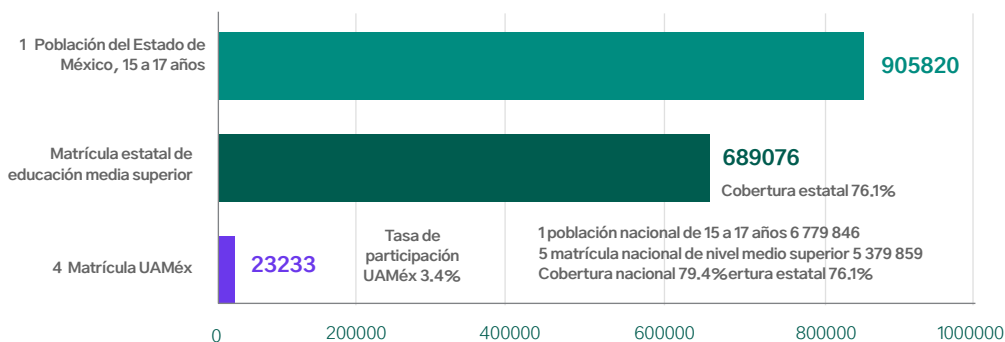 1 Población del Estado de
México, 15 a 17 años
905820
Matrícula estatal de
educación media superior
689076
Cobertura estatal 76.1%
4 Matrícula UAMéx
23233
Tasa de
participación
UAMéx 3.4%
1 población nacional de 15 a 17 años 6 779 846
5 matrícula nacional de nivel medio superior 5 379 859
Cobertura nacional 79.4%ertura estatal 76.1%
0 200000 400000 600000 800000 1000000